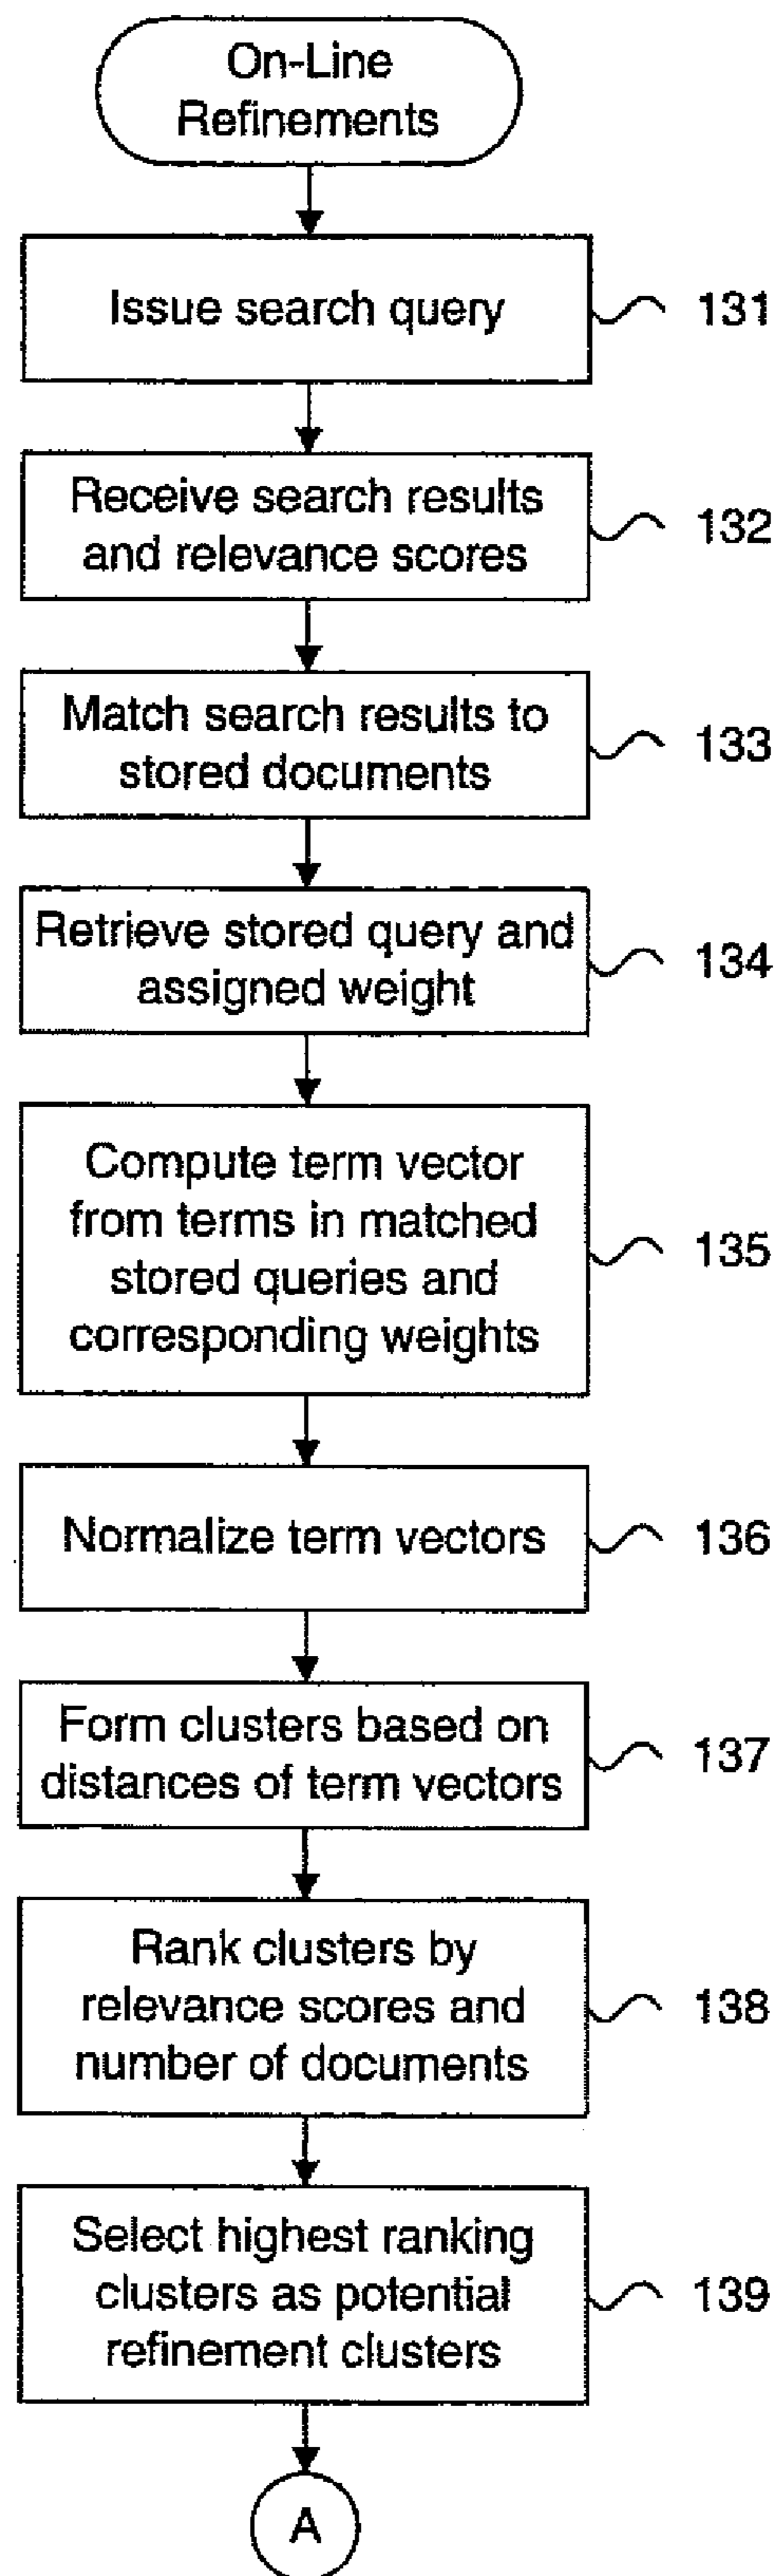 On-Line
Refinements
Issue search query
131
Receive search results
and relevance scores
132
Match search results to
stored documents
133
Retrieve stored query and
assigned weight
134
Compute term vector
from terms in matched
stored queries and
corresponding weights
135
Normalize term vectors
136
Form clusters based on
distances of term vectors
137
Rank clusters by
relevance scores and
number of documents
138
Select highest ranking
clusters as potential
refinement clusters
139
A